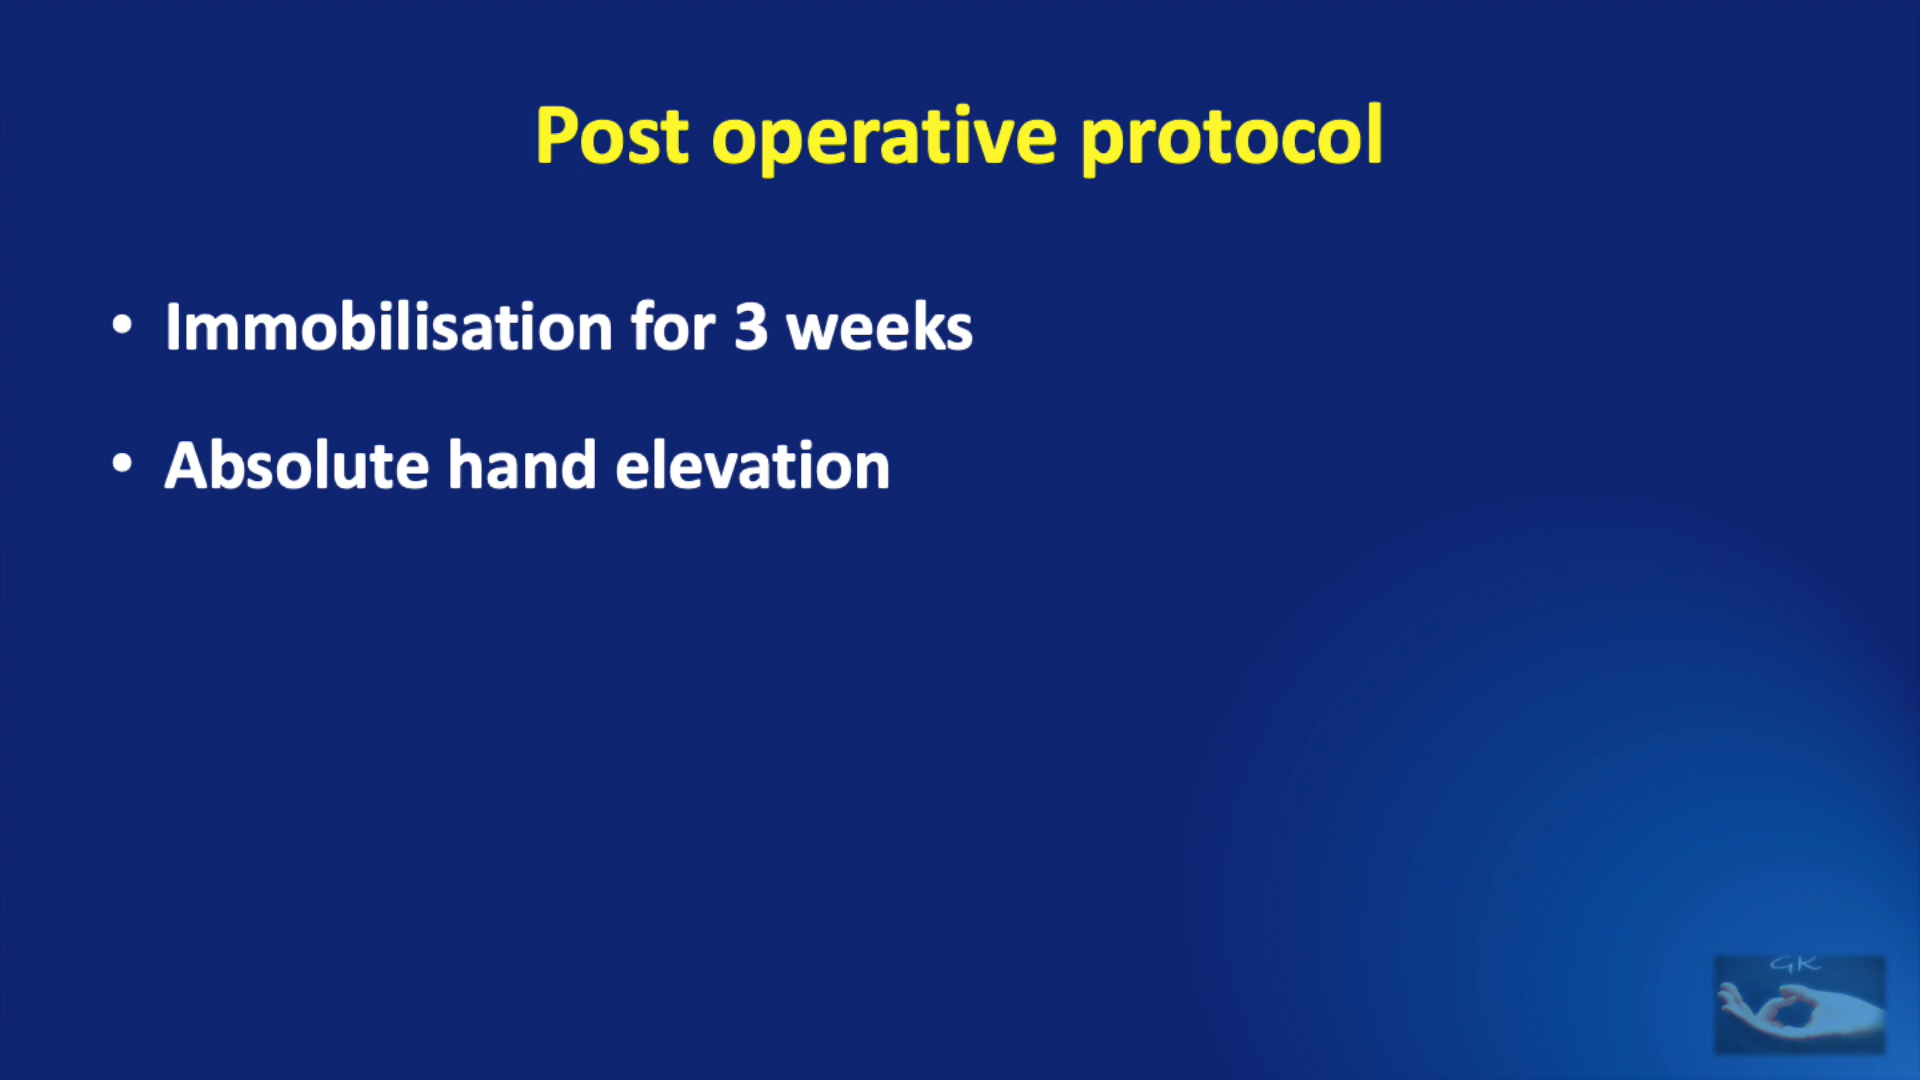 Post operative protocol
• Immobilisation for 3 weeks
• Absolute hand elevation
GK